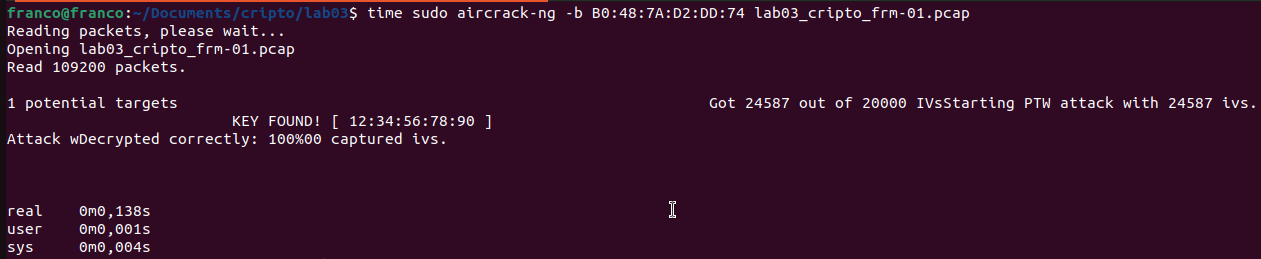 franco@franco:~/Documents/cripto/lab03$ time sudo aircrack-ng -b B0:48:7A:D2:DD:74 lab03_cripto_frm-01.pcap
Reading packets, please wait...
Opening lab03_cripto_frm-01.pcap
Read 109200 packets.
1 potential targets Got 24587 out of 20000 IVsStarting PTW attack with 24587 ivs.
KEY FOUND! [ 12:34:56:78:90 ]
Attack wDecrypted correctly: 100%00 captured ivs.
real 0m0,138s
user 0m0,001s
sys 0m0,004s